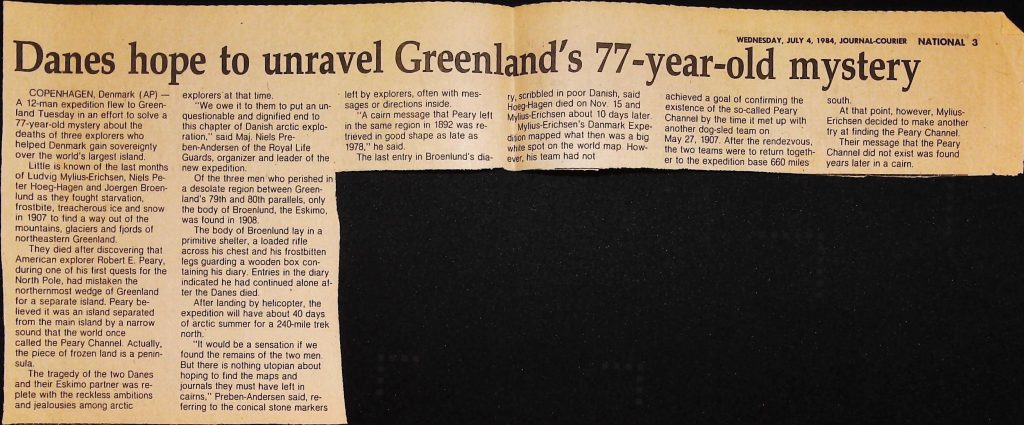 WEDNESDAY, JULY 4, 1984, JOURNAL-COURIER NATIONAL 3
Danes hope to unravel Greenland's 77-year-old mystery
COPENHAGEN, Denmark (AP) —
A 12-man expedition flew to Green-
land Tuesday in an effort to solve a
77-year-old mystery about the
deaths of three explorers who
helped Denmark gain sovereignty
over the world's largest island.
Little is known of the last months
of Ludvig Mylius-Erichsen, Niels Pe-
ter Hoeg-Hagen and Joergen Broen-
lund as they fought starvation,
frostbite, treacherous ice and snow
in 1907 to find a way out of the
mountains, glaciers and fjords of
northeastern Greenland.
They died after discovering that
American explorer Robert E. Peary,
during one of his first quests for the
North Pole, had mistaken the
northernmost wedge of Greenland
for a separate island. Peary be-
lieved it was an island separated
from the main island by a narrow
sound that the world once
called the Peary Channel. Actually,
the piece of frozen land is a penin-
sula.
The tragedy of the two Danes
and their Eskimo partner was re-
plete with the reckless ambitions
and jealousies among arctic
explorers at that time.
"We owe it to them to put an un-
questionable and dignified end to
this chapter of Danish arctic explo-
ration," said Maj. Niels Pre-
ben-Andersen of the Royal Life
Guards, organizer and leader of the
new expedition.
Of the three men who perished in
a desolate region between Green-
land's 79th and 80th parallels, only
the body of Broenlund, the Eskimo,
was found in 1908.
The body of Broenlund lay in a
primitive shelter, a loaded rifle
across his chest and his frostbitten
legs guarding a wooden box con-
taining his diary. Entries in the diary
indicated he had continued alone af-
ter the Danes died.
After landing by helicopter, the
expedition will have about 40 days
of arctic summer for a 240-mile trek
north.
"It would be a sensation if we
found the remains of the two men.
But there is nothing utopian about
hoping to find the maps and
journals they must have left in
cairns," Preben-Andersen said, re-
ferring to the conical stone markers
left by explorers, often with mes-
sages or directions inside.
"A cairn message that Peary left
in the same region in 1892 was re-
trieved in good shape as late as
1978," he said.
The last entry in Broenlund's dia-
ry, scribbled in poor Danish, said
Hoeg-Hagen died on Nov. 15 and
Mylius-Erichsen about 10 days later.
Mylius-Erichsen's Danmark Expe-
dition mapped what then was a big
white spot on the world map. How-
ever, his team had not
achieved a goal of confirming the
existence of the so-called Peary
Channel by the time it met up with
another dog-sled team on
May 27, 1907. After the rendezvous,
the two teams were to return togeth-
er to the expedition base 660 miles
south.
At that point, however, Mylius-
Erichsen decided to make another
try at finding the Peary Channel.
Their message that the Peary
Channel did not exist was found
years later in a cairn.